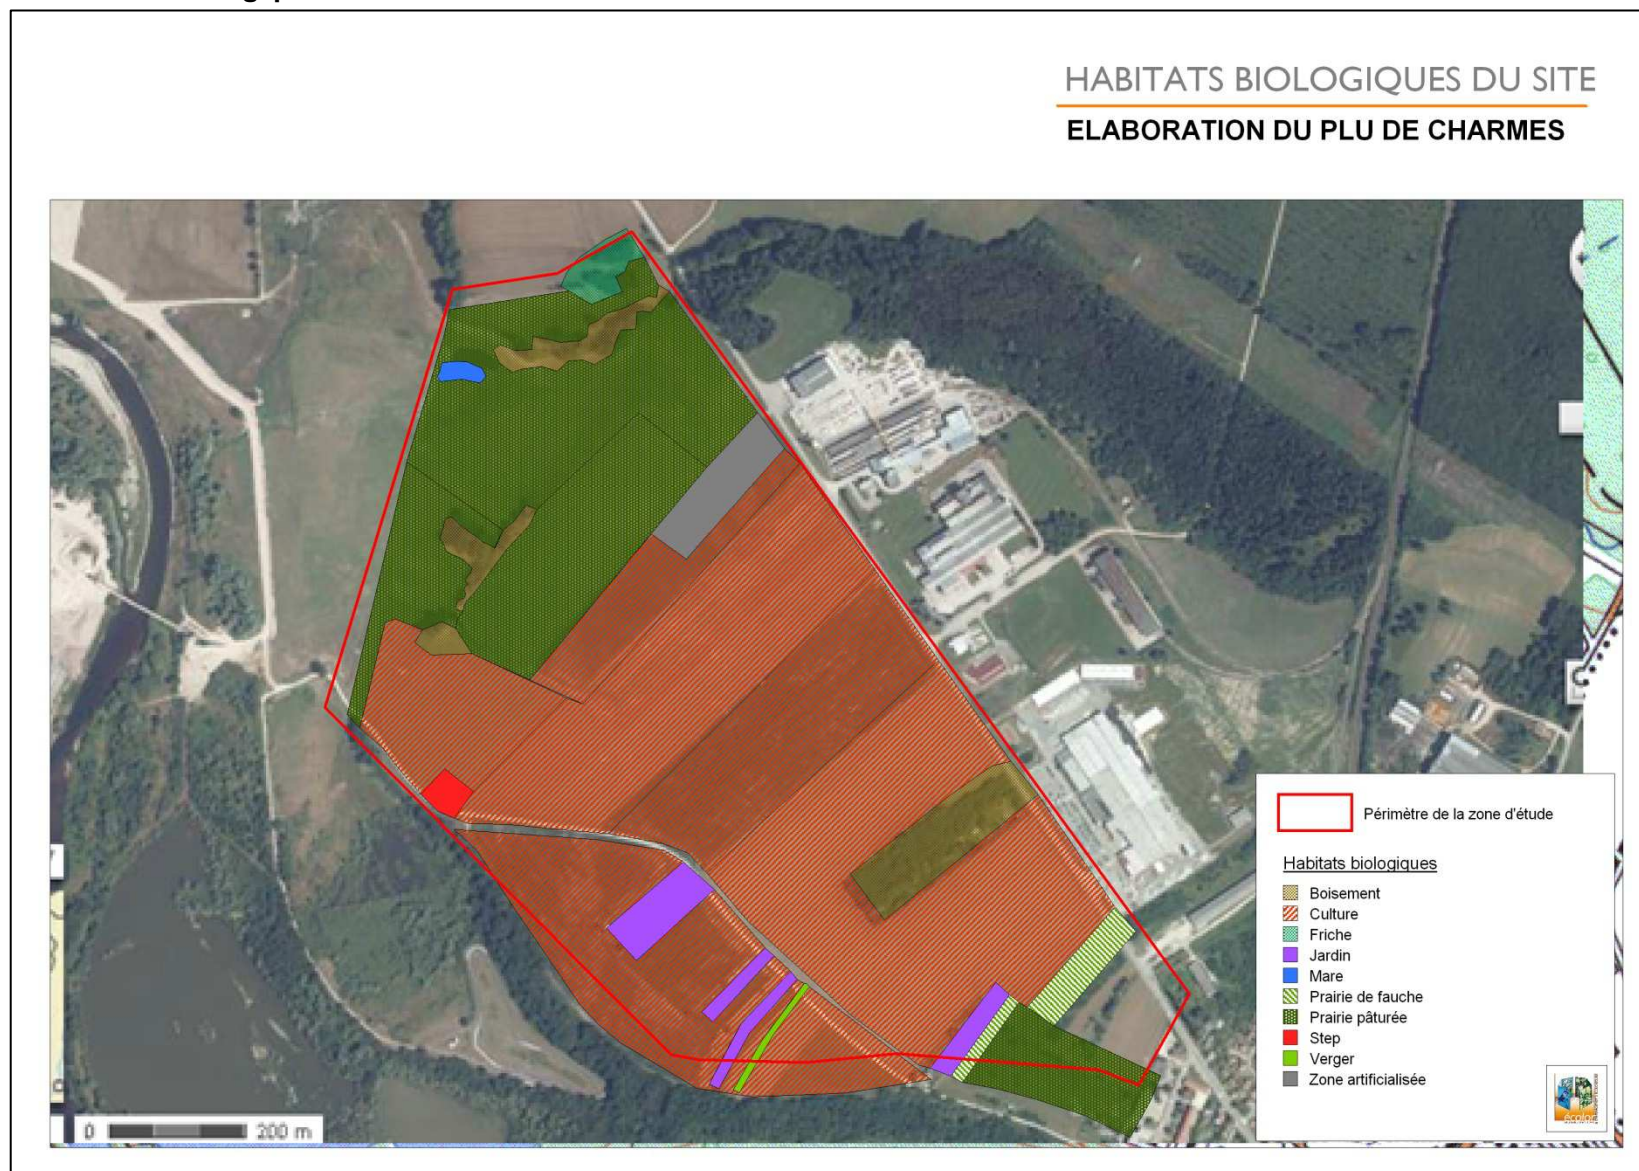 HABITATS BIOLOGIQUES DU SITE
ELABORATION DU PLU DE CHARMES
Périmètre de la zone d'étude
Habitats biologiques
Boisement
Culture
Friche
Jardin
Mare
Prairie de fauche
Prairie pâturée
Step
Verger
Zone artificialisée
écolor
0 200 m